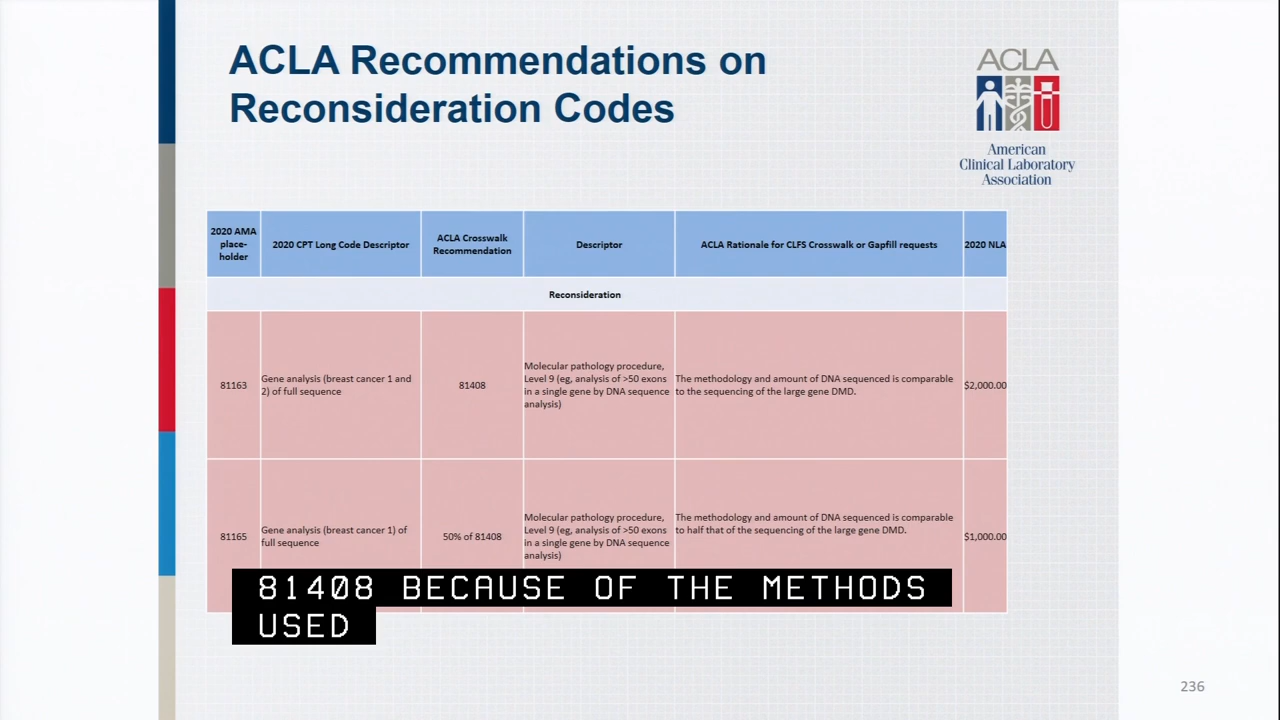 ACLA Recommendations on
Reconsideration Codes
ACLA
American
Clinical Laboratory
Association
2020 AMA
place-
holder
2020 CPT Long Code Descriptor
ACLA Crosswalk
Recommendation
Descriptor
ACLA Rationale for CLFS Crosswalk or Gapfill requests
2020 NLA
Reconsideration
81163
Gene analysis (breast cancer 1 and
2) of full sequence
81408
Molecular pathology procedure,
Level 9 (eg, analysis of >50 exons
in a single gene by DNA sequence
analysis)
The methodology and amount of DNA sequenced is comparable
to the sequencing of the large gene DMD.
$2,000.00
81165
Gene analysis (breast cancer 1) of
full sequence
50% of 81408
Molecular pathology procedure,
Level 9 (eg, analysis of >50 exons
in a single gene by DNA sequence
analysis)
The methodology and amount of DNA sequenced is comparable
to half that of the sequencing of the large gene DMD.
$1,000.00
81408 BECAUSE OF THE METHODS
USED
236